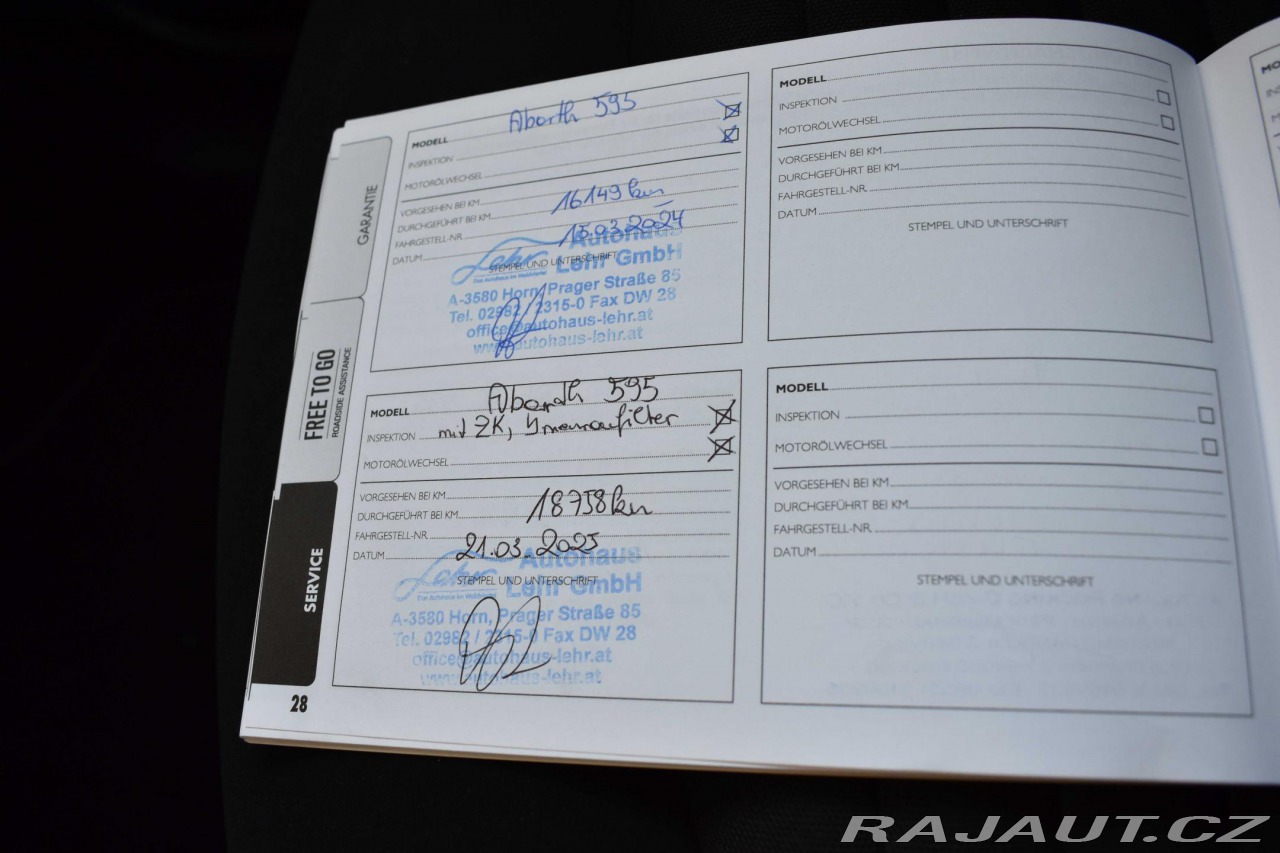 GARANTIE
FREE TO GO
ROADSIDE ASSISTANCE
SERVICE
28
MODELL Abarth 595
INSPEKTION
MOTORÖLWECHSEL
VORGESEHEN BEI KM
DURCHGEFÜHRT BEI KM 16149 km
FAHRGESTELL-NR.
DATUM 15.03.2024
STEMPEL UND UNTERSCHRIFT
Lehr Autohaus
Lehr GmbH
A-3580 Horn, Prager Straße 85
Tel. 02982 / 2315-0 Fax DW 28
office@autohaus-lehr.at
www.autohaus-lehr.at
MODELL Abarth 595
INSPEKTION mit ZK, Innenraumfilter
MOTORÖLWECHSEL
VORGESEHEN BEI KM
DURCHGEFÜHRT BEI KM 18758 km
FAHRGESTELL-NR.
DATUM 21.03.2025
STEMPEL UND UNTERSCHRIFT
Lehr Autohaus
Lehr GmbH
A-3580 Horn, Prager Straße 85
Tel. 02982 / 2315-0 Fax DW 28
office@autohaus-lehr.at
www.autohaus-lehr.at
MODELL
INSPEKTION
MOTORÖLWECHSEL
VORGESEHEN BEI KM
DURCHGEFÜHRT BEI KM
FAHRGESTELL-NR.
DATUM
STEMPEL UND UNTERSCHRIFT
MODELL
INSPEKTION
MOTORÖLWECHSEL
VORGESEHEN BEI KM
DURCHGEFÜHRT BEI KM
FAHRGESTELL-NR.
DATUM
STEMPEL UND UNTERSCHRIFT
RAJAUT.CZ